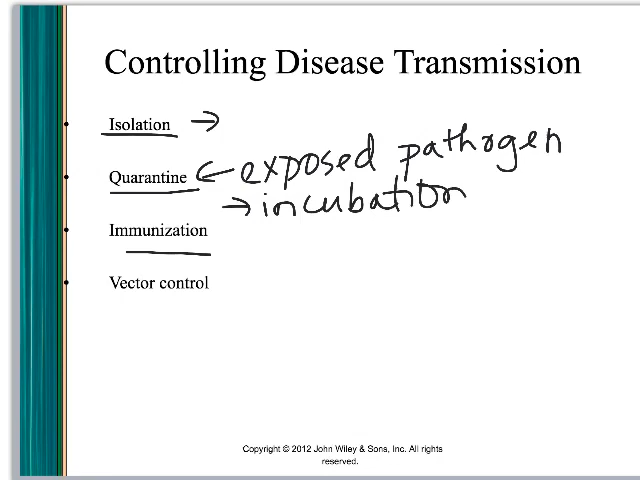 Controlling Disease Transmission
• Isolation →
• Quarantine ← exposed pathogen
→ incubation
• Immunization
• Vector control
Copyright © 2012 John Wiley & Sons, Inc. All rights
reserved.